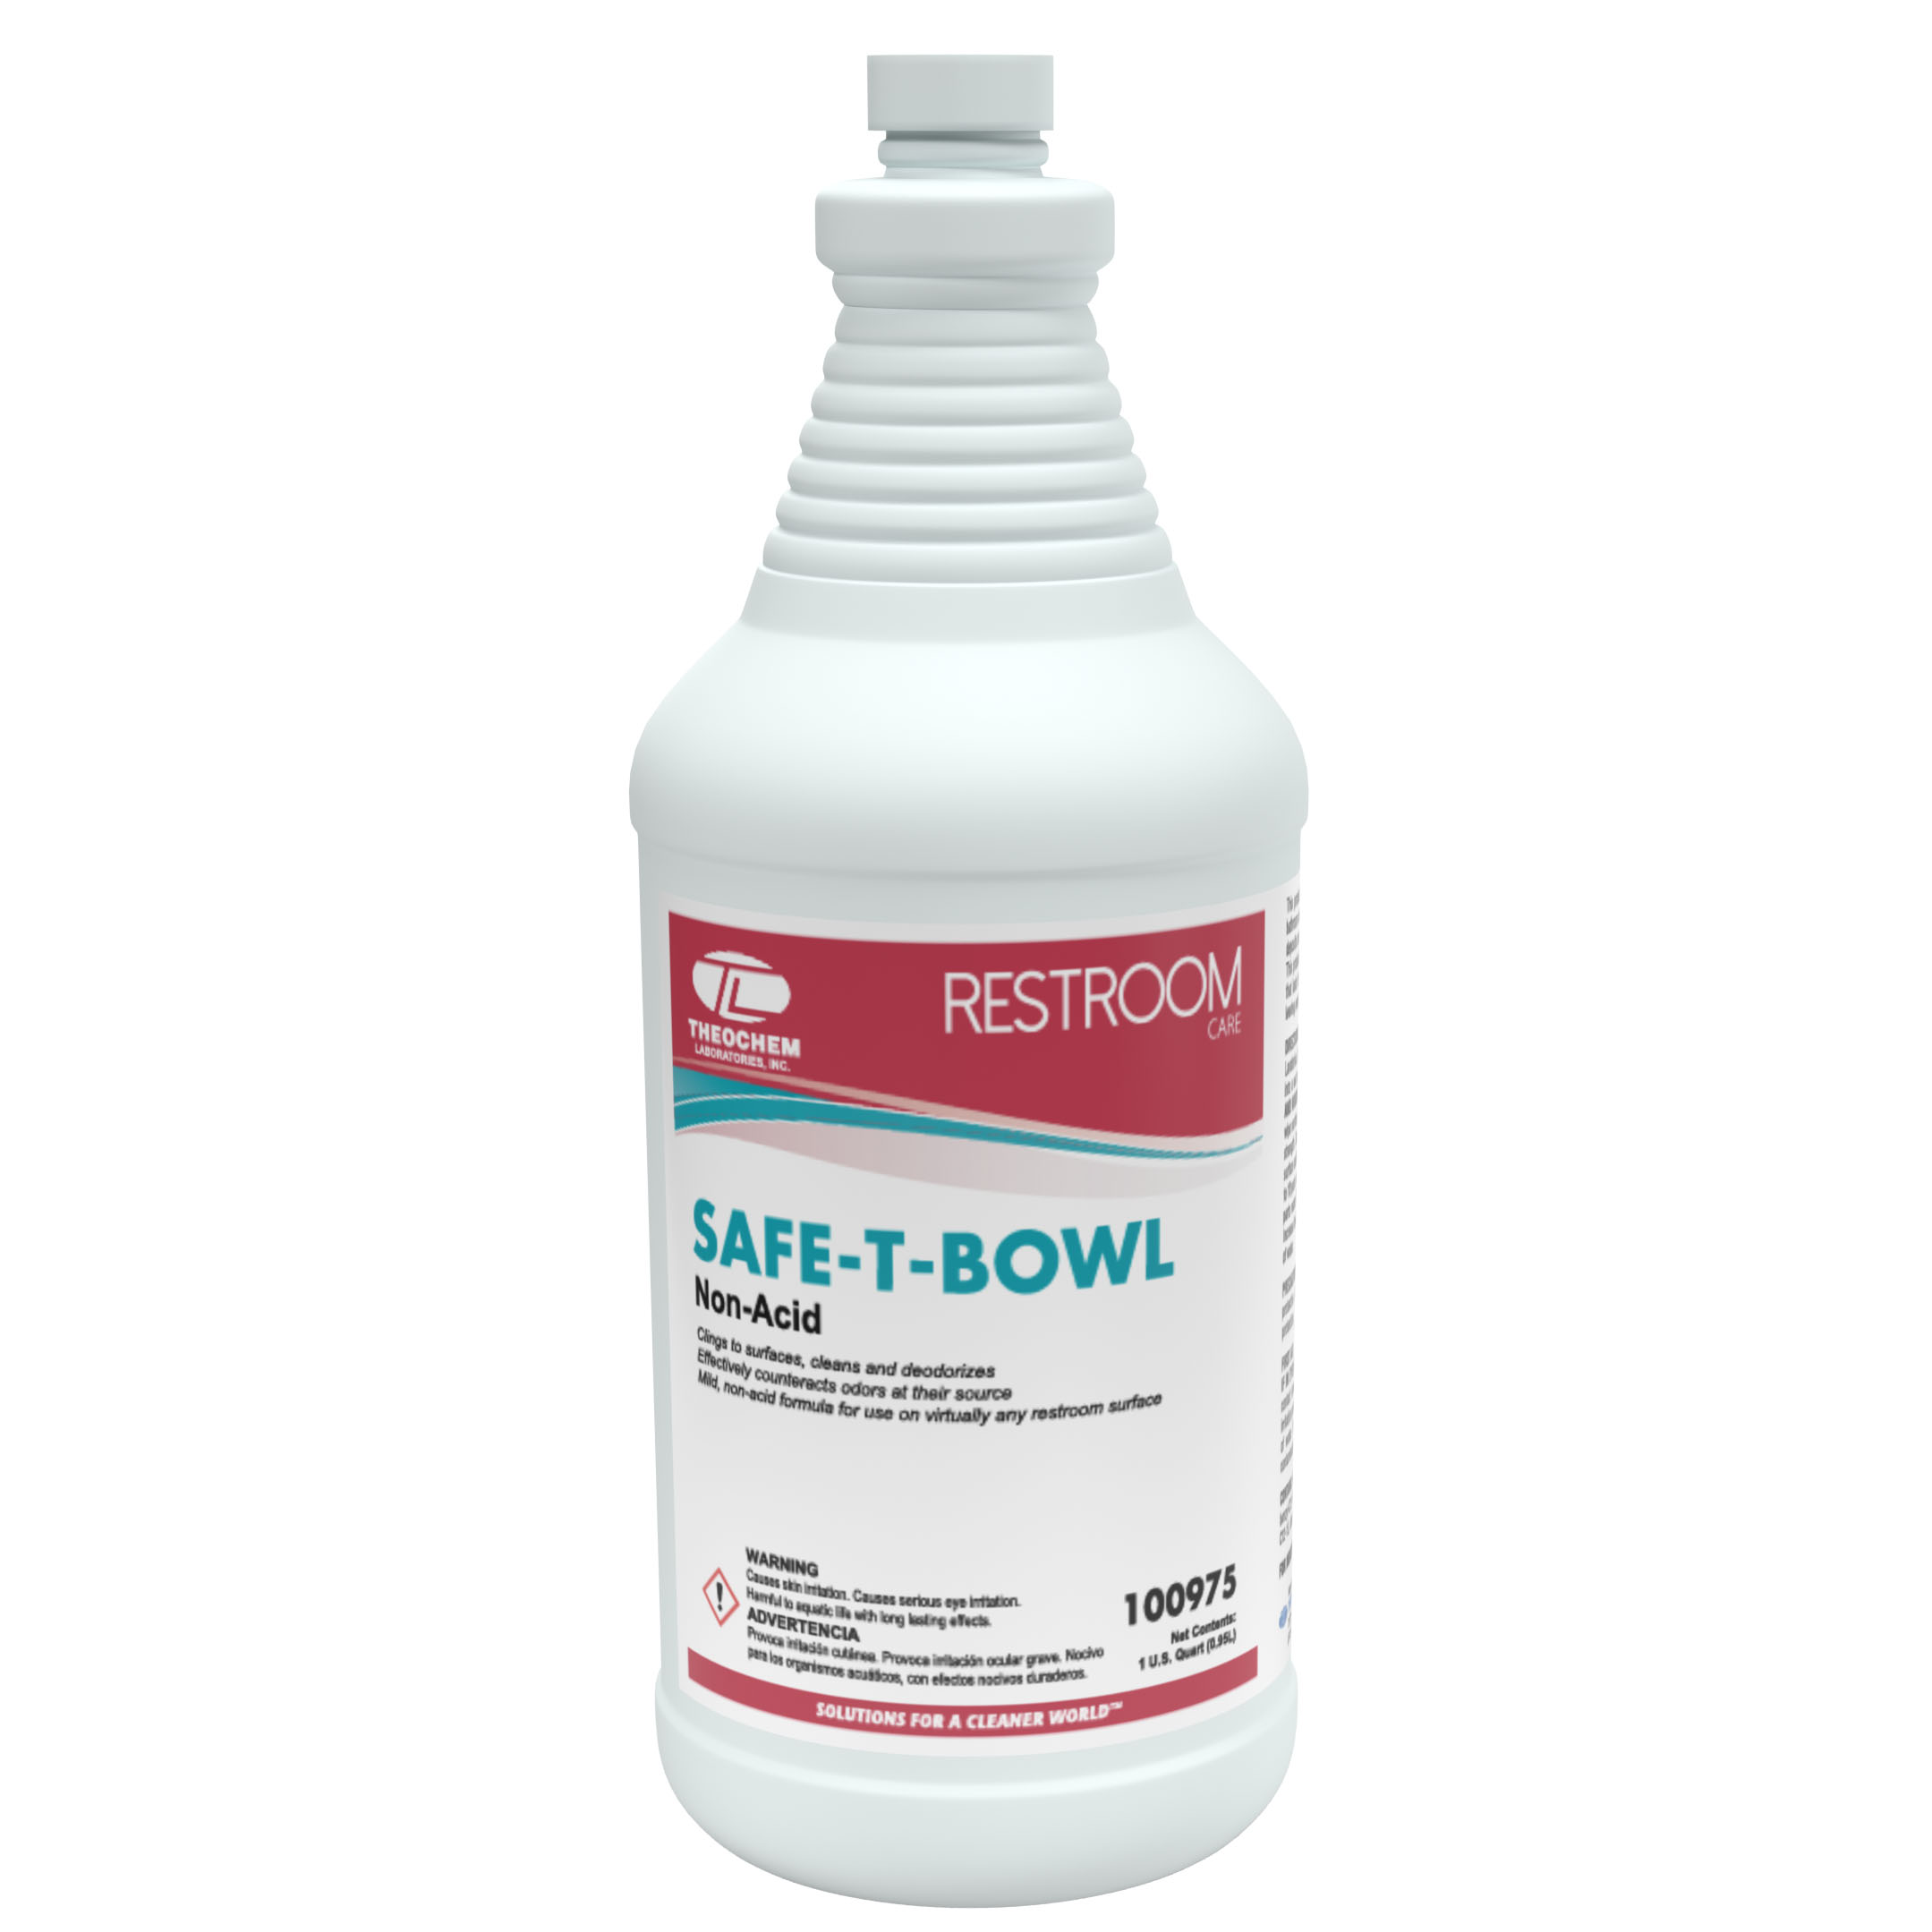 TL
THEOCHEM
LABORATORIES, INC.
RESTROOM
CARE
SAFE-T-BOWL
Non-Acid
Clings to surfaces, cleans and deodorizes
Effectively counteracts odors at their source
Mild, non-acid formula for use on virtually any restroom surface
WARNING
Causes skin irritation. Causes serious eye irritation.
Harmful to aquatic life with long lasting effects.
ADVERTENCIA
Provoca irritación cutánea. Provoca irritación ocular grave. Nocivo
para los organismos acuáticos, con efectos nocivos duraderos.
100975
Net Contents:
1 U.S. Quart (0.95L)
SOLUTIONS FOR A CLEANER WORLD™